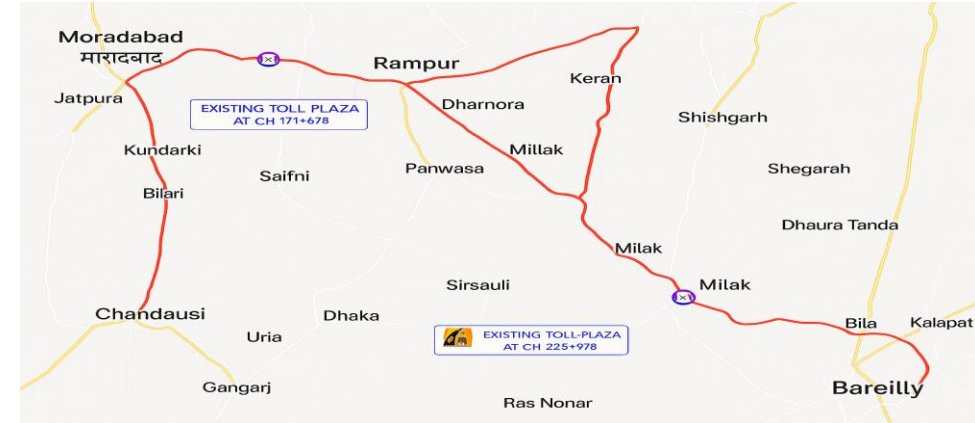 Moradabad
मारादबाद
Rampur
Keran
Jatpura
EXISTING TOLL PLAZA
AT CH 171+678
Dharnora
Shishgarh
Kundarki
Millak
Saifni
Panwasa
Shegarah
Bilari
Dhaura Tanda
Milak
Sirsauli
Milak
Chandausi
Dhaka
Uria
EXISTING TOLL-PLAZA
AT CH 225+978
Bila
Kalapat
Gangarj
Bareilly
Ras Nonar